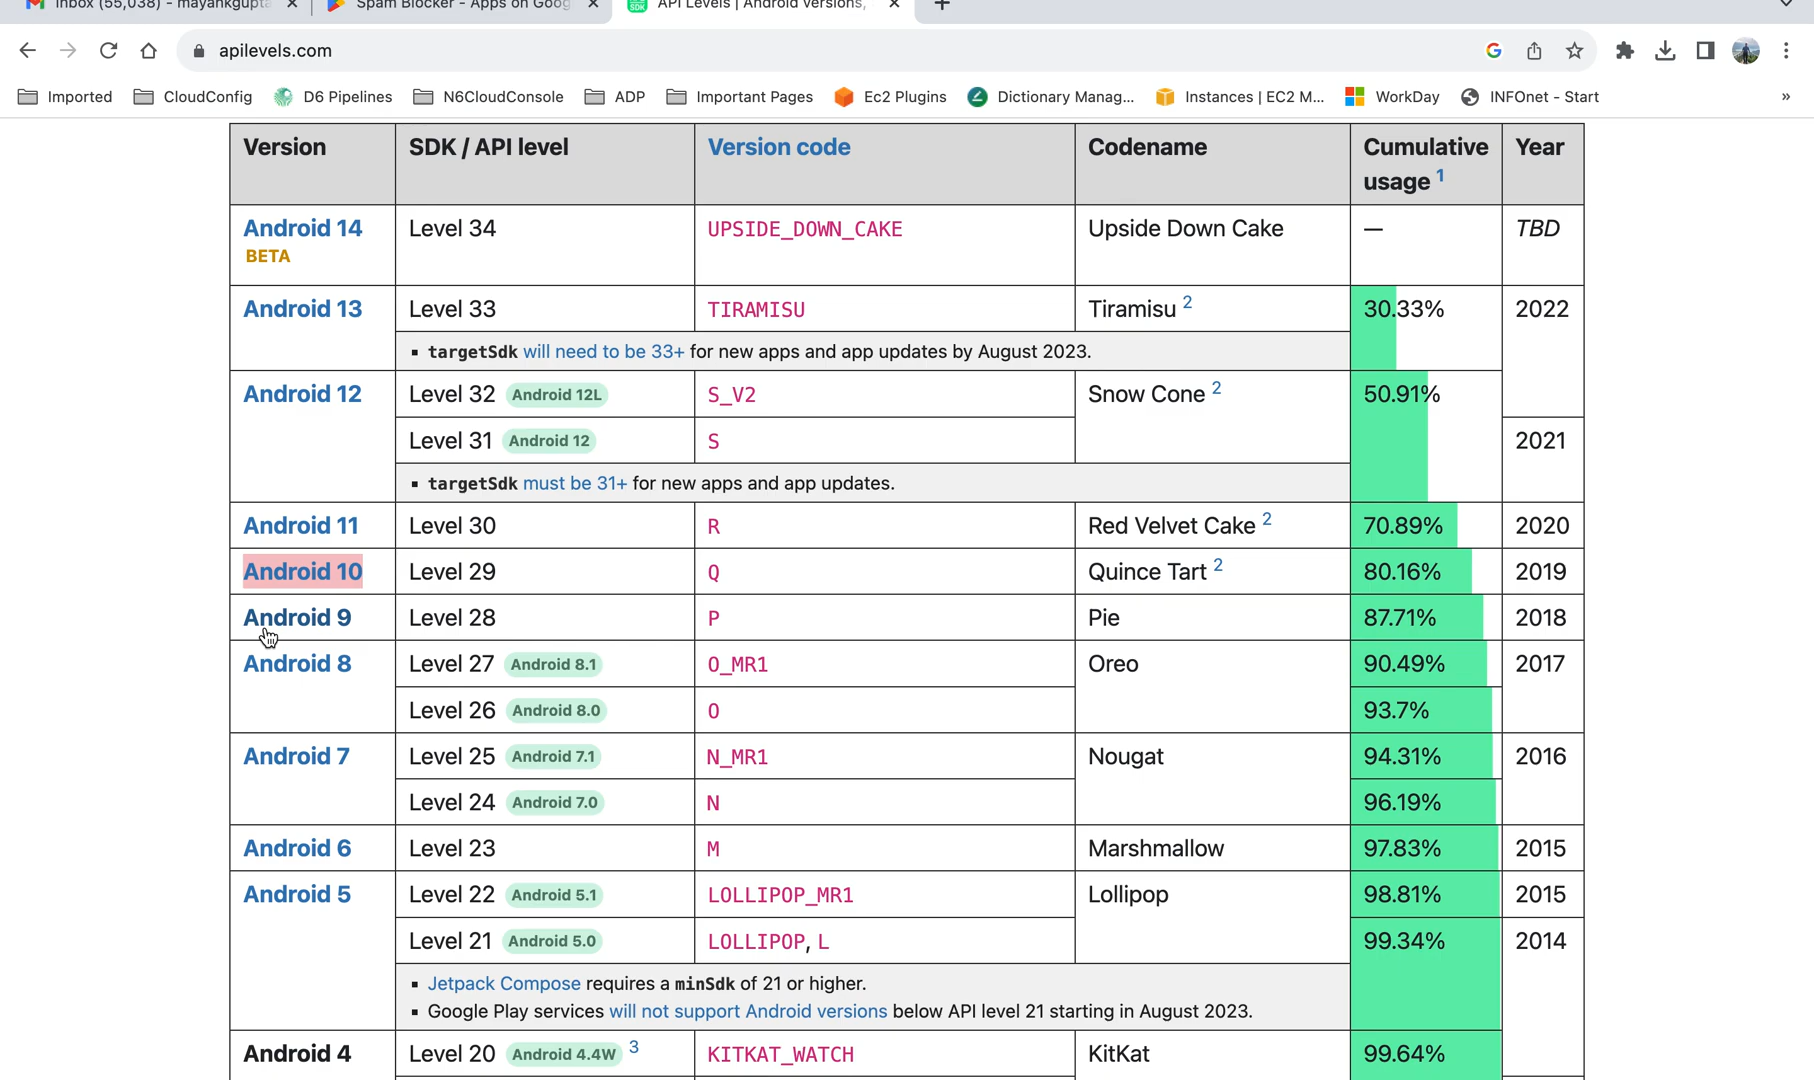 Inbox (55,038) - mayankgupta
Spam Blocker - Apps on Goog
API Levels | Android versions,
apilevels.com
Imported
CloudConfig
D6 Pipelines
N6CloudConsole
ADP
Important Pages
Ec2 Plugins
Dictionary Manag...
Instances | EC2 M...
WorkDay
INFOnet - Start
»
Version SDK / API level Version code Codename Cumulative usage 1 Year
Android 14 Level 34 UPSIDE_DOWN_CAKE Upside Down Cake — TBD
BETA
Android 13 Level 33 TIRAMISU Tiramisu 2 30.33% 2022
▪ targetSdk will need to be 33+ for new apps and app updates by August 2023.
Android 12 Level 32 Android 12L S_V2 Snow Cone 2 50.91%
Level 31 Android 12 S 2021
▪ targetSdk must be 31+ for new apps and app updates.
Android 11 Level 30 R Red Velvet Cake 2 70.89% 2020
Android 10 Level 29 Q Quince Tart 2 80.16% 2019
Android 9 Level 28 P Pie 87.71% 2018
Android 8 Level 27 Android 8.1 O_MR1 Oreo 90.49% 2017
Level 26 Android 8.0 O 93.7%
Android 7 Level 25 Android 7.1 N_MR1 Nougat 94.31% 2016
Level 24 Android 7.0 N 96.19%
Android 6 Level 23 M Marshmallow 97.83% 2015
Android 5 Level 22 Android 5.1 LOLLIPOP_MR1 Lollipop 98.81% 2015
Level 21 Android 5.0 LOLLIPOP, L 99.34% 2014
▪ Jetpack Compose requires a minSdk of 21 or higher.
▪ Google Play services will not support Android versions below API level 21 starting in August 2023.
Android 4 Level 20 Android 4.4W 3 KITKAT_WATCH KitKat 99.64%